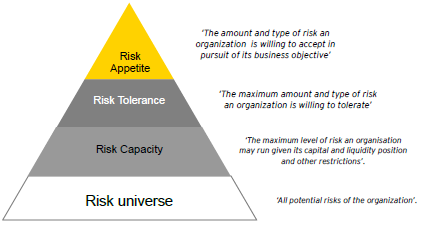 Risk
Appetite
'The amount and type of risk an
organization is willing to accept in
pursuit of its business objective'
Risk Tolerance
'The maximum amount and type of risk
an organization is willing to tolerate'
Risk Capacity
'The maximum level of risk an organisation
may run given its capital and liquidity position
and other restrictions'.
Risk universe
'All potential risks of the organization'.